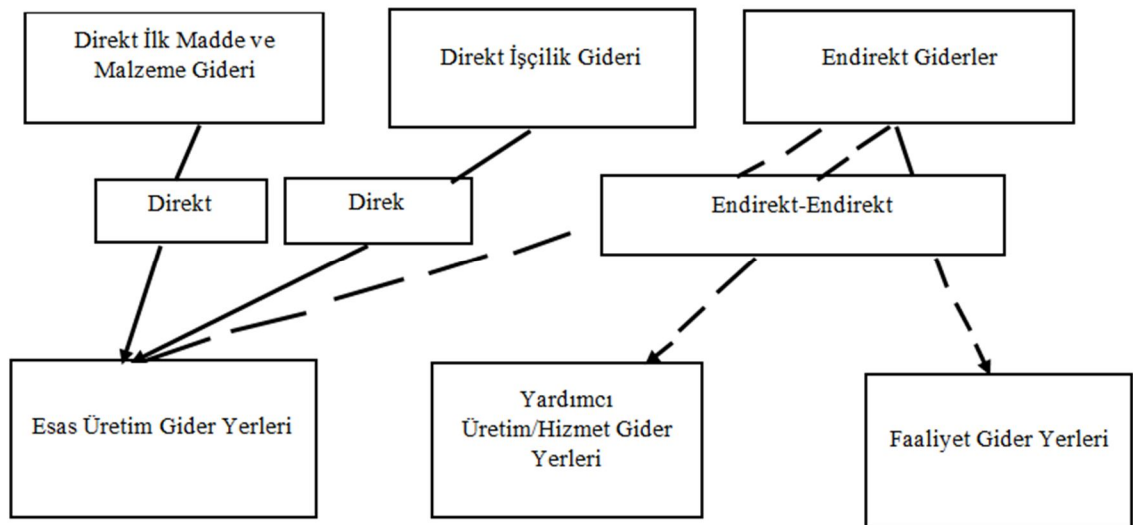 Direkt İlk Madde ve
Malzeme Gideri
Direkt İşçilik Gideri
Endirekt Giderler
Direkt
Direk
Endirekt-Endirekt
Esas Üretim Gider Yerleri
Yardımcı
Üretim/Hizmet Gider
Yerleri
Faaliyet Gider Yerleri